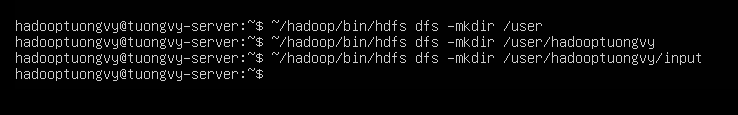 hadooptuongvy@tuongvy-server:~$ ~/hadoop/bin/hdfs dfs -mkdir /user
hadooptuongvy@tuongvy-server:~$ ~/hadoop/bin/hdfs dfs -mkdir /user/hadooptuongvy
hadooptuongvy@tuongvy-server:~$ ~/hadoop/bin/hdfs dfs -mkdir /user/hadooptuongvy/input
hadooptuongvy@tuongvy-server:~$